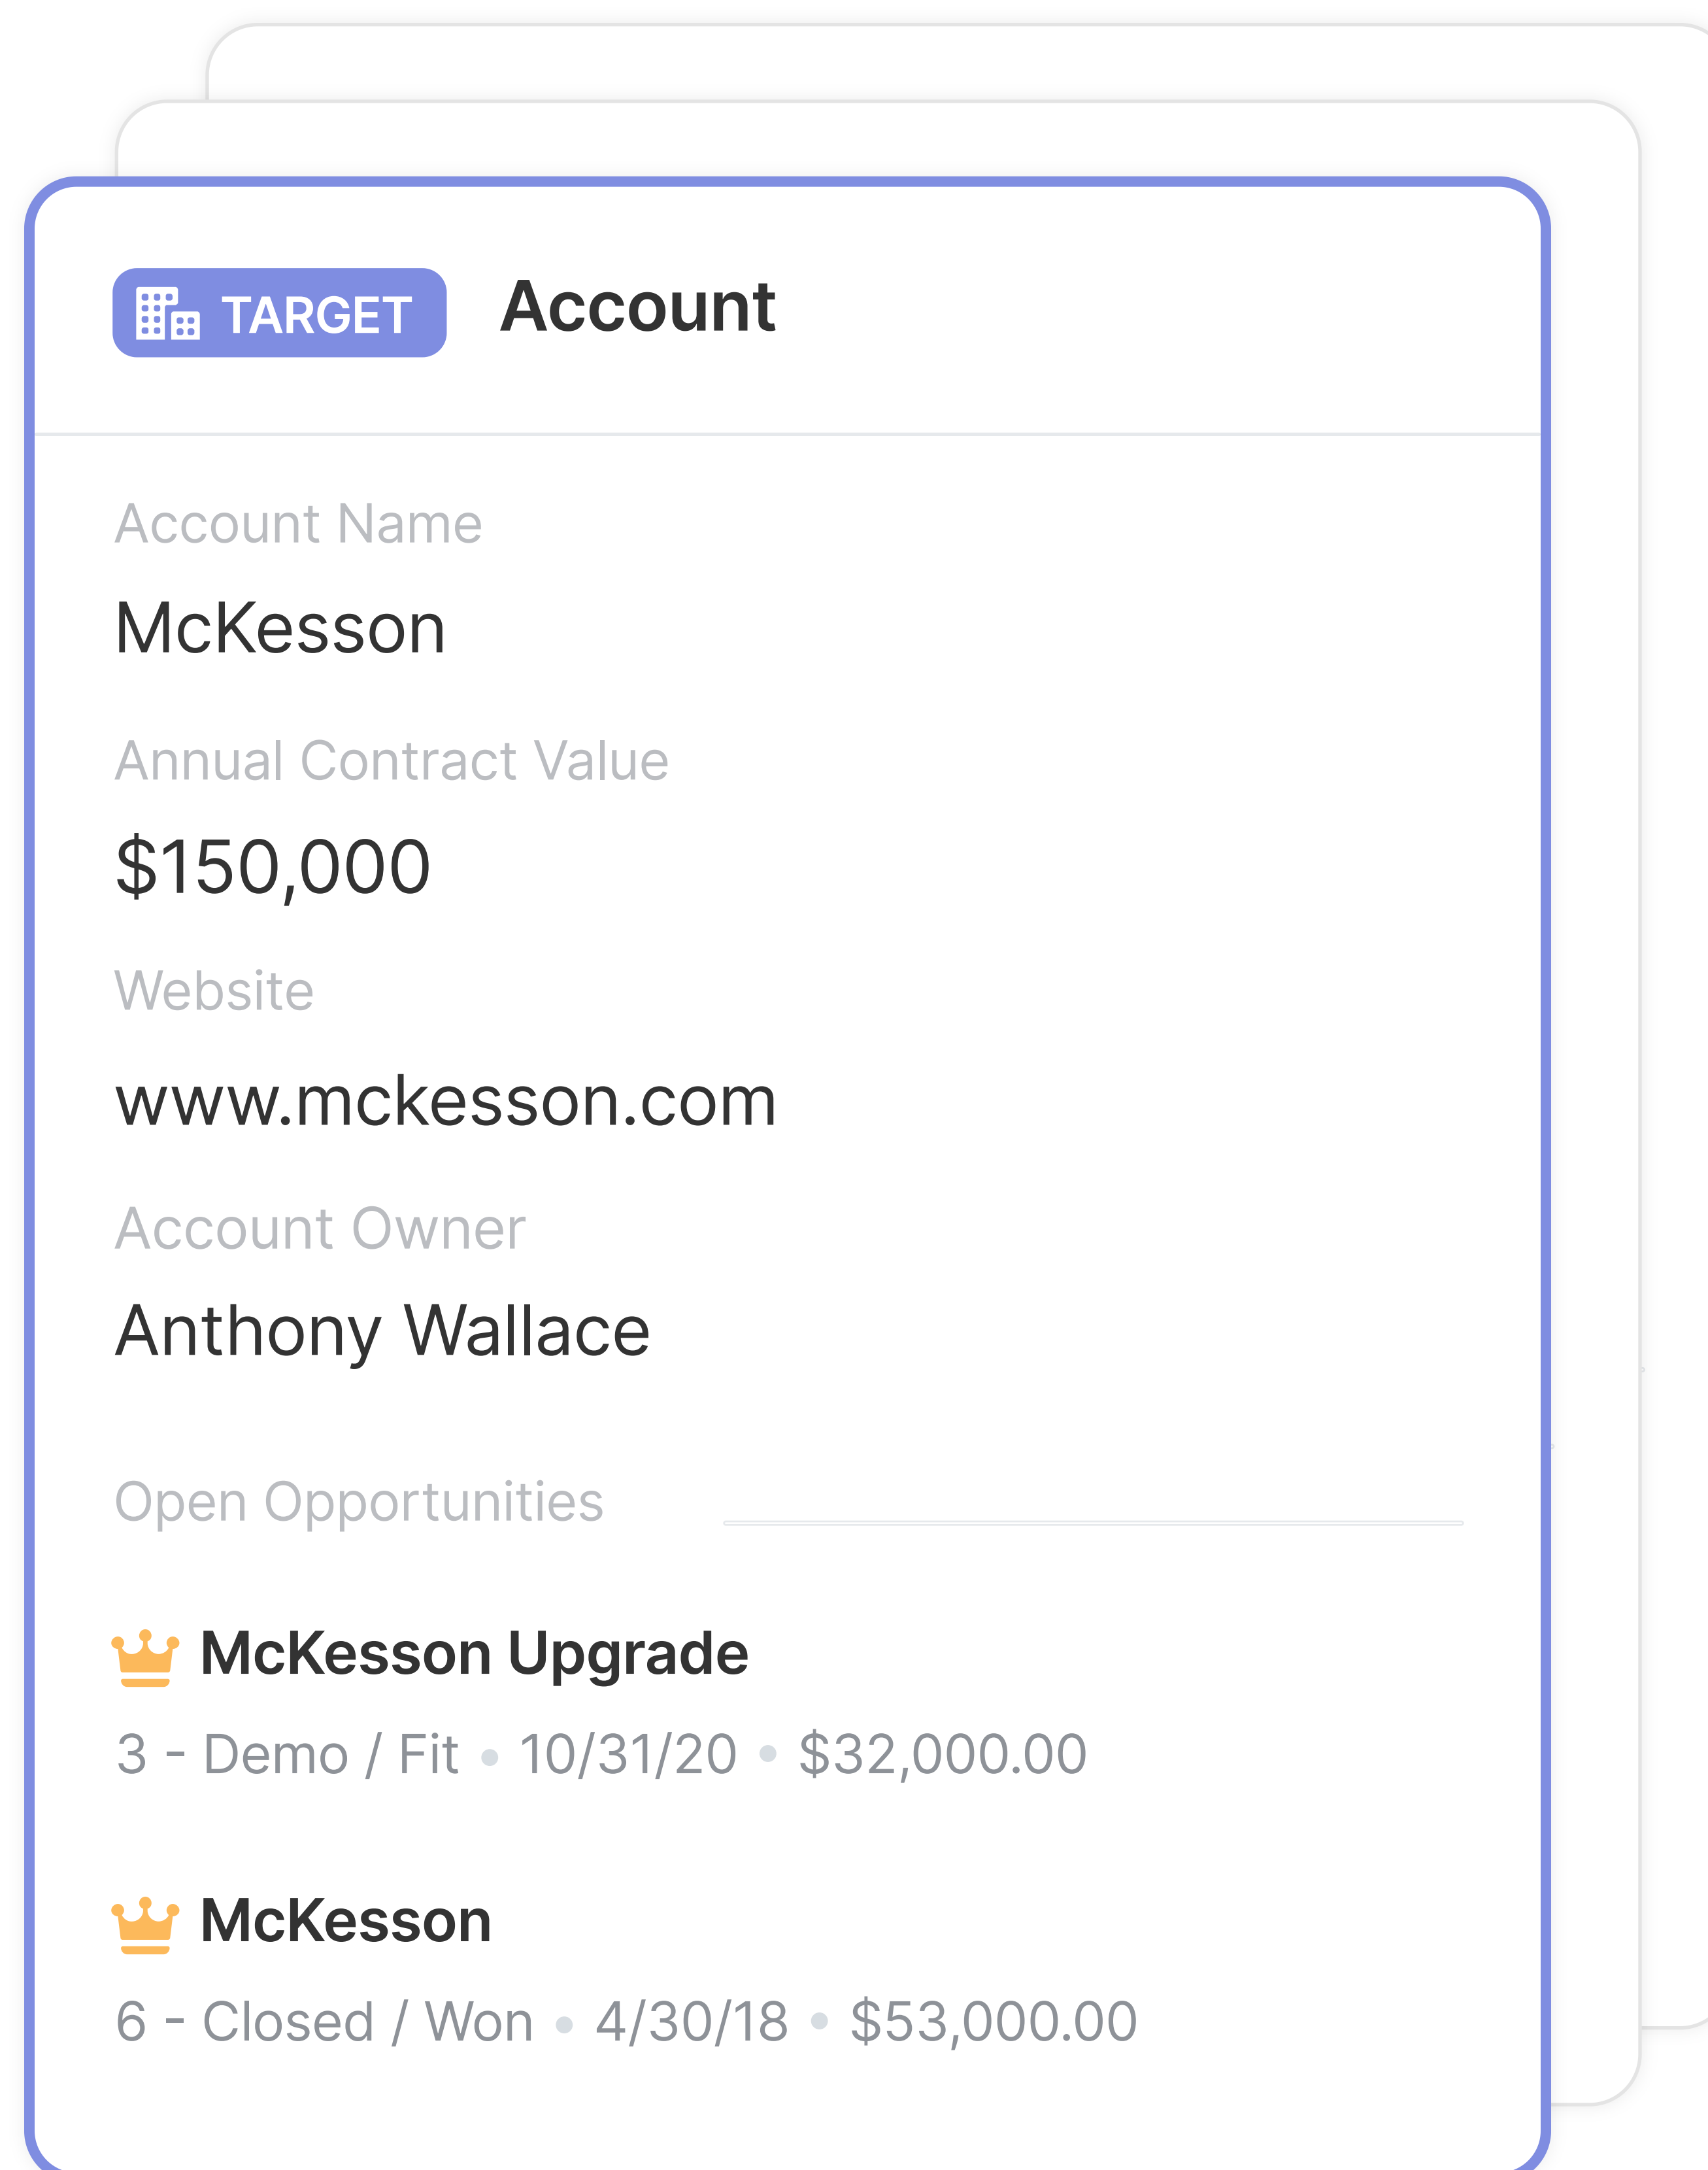 TARGET Account
Account Name
McKesson
Annual Contract Value
$150,000
Website
www.mckesson.com
Account Owner
Anthony Wallace
Open Opportunities
McKesson Upgrade
3 - Demo / Fit • 10/31/20 • $32,000.00
McKesson
6 - Closed / Won • 4/30/18 • $53,000.00